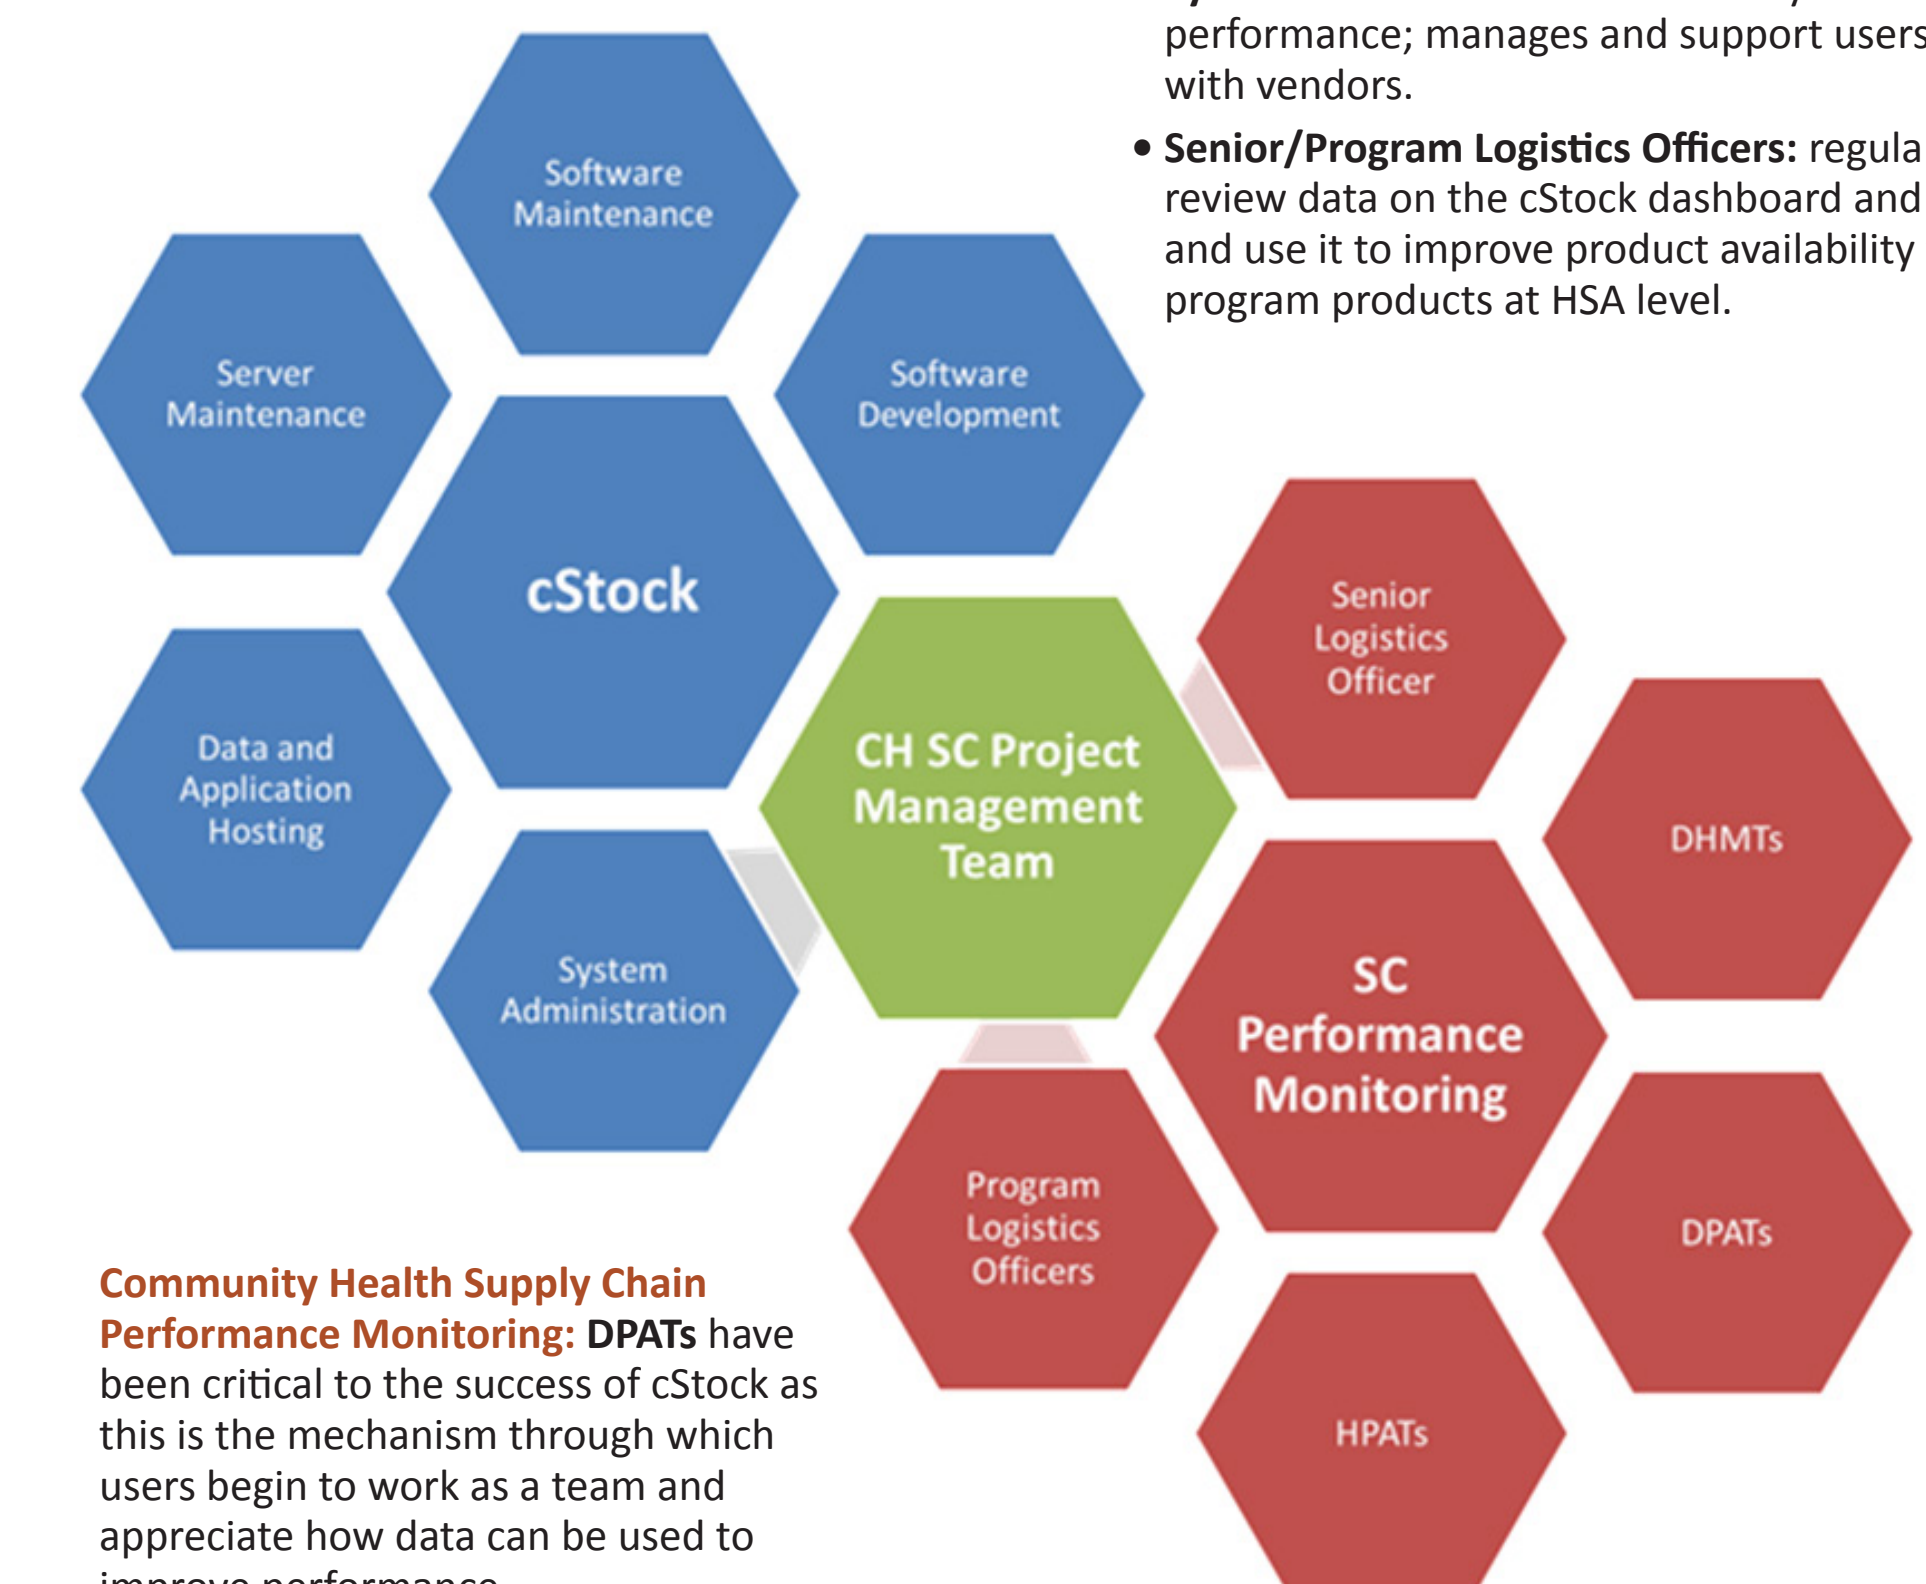 performance; manages and support users
with vendors.
• Senior/Program Logistics Officers:
review data on the cStock dashboard and
and use it to improve product availability
program products at HSA level.
Software
Maintenance
Server
Maintenance
Software
Development
cStock
Senior
Logistics
Officer
Data and
Application
Hosting
CH SC Project
Management
Team
DHMTs
System
Administration
SC
Performance
Monitoring
Program
Logistics
Officers
DPATs
HPATs
Community Health Supply Chain
Performance Monitoring: DPATs have
been critical to the success of cStock as
this is the mechanism through which
users begin to work as a team and
appreciate how data can be used to
improve performance